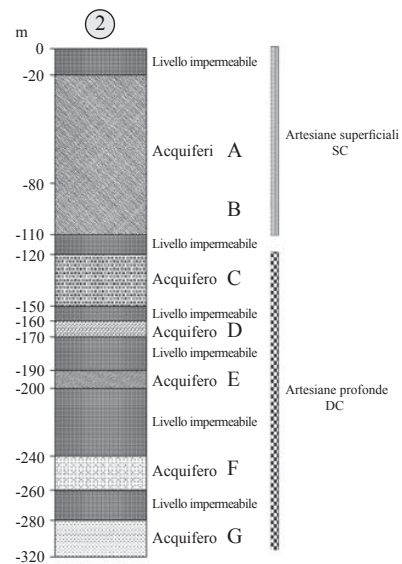 2
m
0
Livello impermeabile
-20
Acquiferi A
Artesiane superficiali
SC
-80
B
-110
Livello impermeabile
-120
Acquifero C
-150
Livello impermeabile
-160
Acquifero D
-170
Livello impermeabile
-190
Acquifero E
-200
Artesiane profonde
DC
Livello impermeabile
-240
Acquifero F
-260
Livello impermeabile
-280
Acquifero G
-320